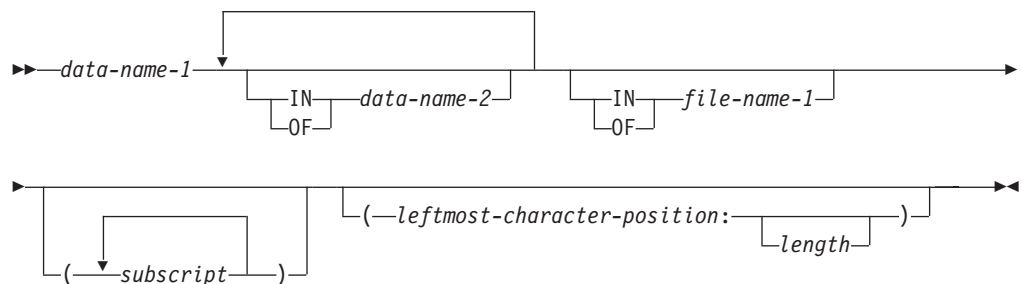 data-name-1 IN data-name-2 IN file-name-1
OF OF
( leftmost-character-position: )
length
( subscript )